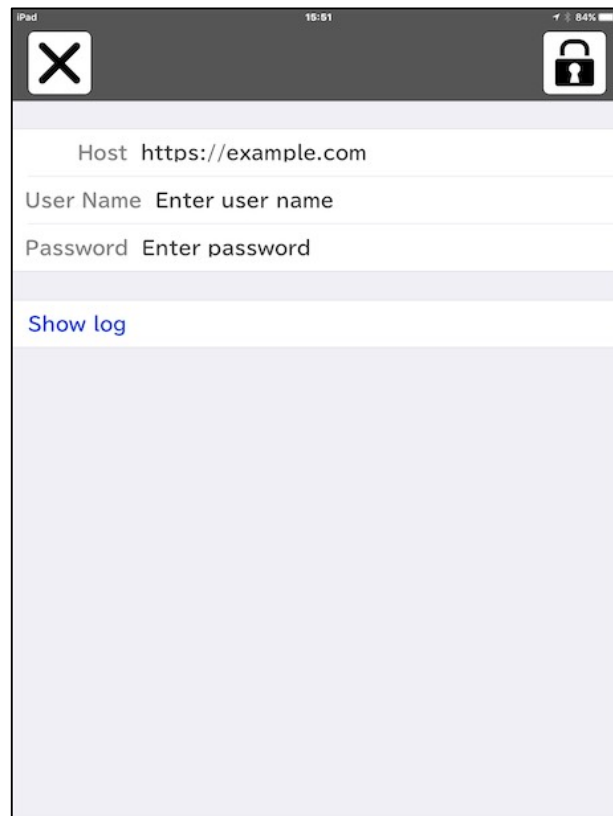 iPad 15:51 84%
Host https://example.com
User Name Enter user name
Password Enter password
Show log